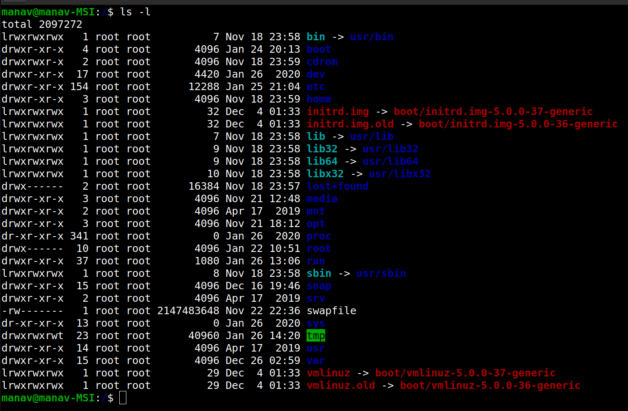 manav@manav-MSI: $ ls -l
total 2097272
lrwxrwxrwx 1 root root 7 Nov 18 23:58 bin -> usr/bin
drwxr-xr-x 4 root root 4096 Jan 24 20:13 boot
drwxr-xr-x 2 root root 4096 Nov 18 23:59 cdrom
drwxr-xr-x 17 root root 4420 Jan 26 2020 dev
drwxr-xr-x 154 root root 12288 Jan 25 21:04 etc
drwxr-xr-x 3 root root 4096 Nov 18 23:59 home
lrwxrwxrwx 1 root root 32 Dec 4 01:33 initrd.img -> boot/initrd.img-5.0.0-37-generic
lrwxrwxrwx 1 root root 32 Dec 4 01:33 initrd.img.old -> boot/initrd.img-5.0.0-36-generic
lrwxrwxrwx 1 root root 7 Nov 18 23:58 lib -> usr/lib
lrwxrwxrwx 1 root root 9 Nov 18 23:58 lib32 -> usr/lib32
lrwxrwxrwx 1 root root 9 Nov 18 23:58 lib64 -> usr/lib64
lrwxrwxrwx 1 root root 10 Nov 18 23:58 libx32 -> usr/libx32
drwx------ 2 root root 16384 Nov 18 23:57 lost+found
drwxr-xr-x 3 root root 4096 Nov 21 12:48 media
drwxr-xr-x 2 root root 4096 Apr 17 2019 mnt
drwxr-xr-x 3 root root 4096 Nov 21 18:12 opt
dr-xr-xr-x 341 root root 0 Jan 26 2020 proc
drwx------ 10 root root 4096 Jan 22 10:51 root
drwxr-xr-x 37 root root 1080 Jan 26 13:06 run
lrwxrwxrwx 1 root root 8 Nov 18 23:58 sbin -> usr/sbin
drwxr-xr-x 15 root root 4096 Dec 16 19:46 snap
drwxr-xr-x 2 root root 4096 Apr 17 2019 srv
-rw------- 1 root root 2147483648 Nov 22 22:36 swapfile
dr-xr-xr-x 13 root root 0 Jan 26 2020 sys
drwxrwxrwt 23 root root 40960 Jan 26 14:20 tmp
drwxr-xr-x 14 root root 4096 Apr 17 2019 usr
drwxr-xr-x 15 root root 4096 Dec 26 02:59 var
lrwxrwxrwx 1 root root 29 Dec 4 01:33 vmlinuz -> boot/vmlinuz-5.0.0-37-generic
lrwxrwxrwx 1 root root 29 Dec 4 01:33 vmlinuz.old -> boot/vmlinuz-5.0.0-36-generic
manav@manav-MSI: $